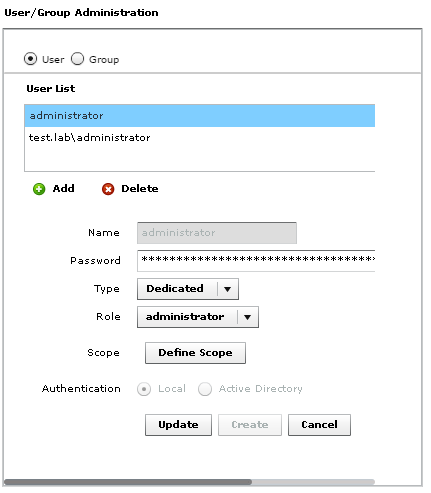 User/Group Administration
User Group
User List
administrator
test.lab\administrator
Add Delete
Name administrator
Password **********************************
Type Dedicated
Role administrator
Scope Define Scope
Authentication Local Active Directory
Update Create Cancel